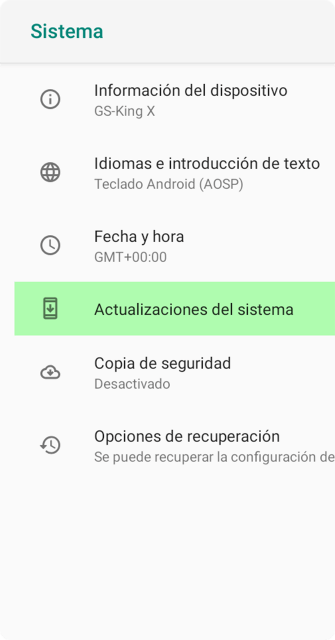 Sistema
Información del dispositivo
GS-King X
Idiomas e introducción de texto
Teclado Android (AOSP)
Fecha y hora
GMT+00:00
Actualizaciones del sistema
Copia de seguridad
Desactivado
Opciones de recuperación
Se puede recuperar la configuración de